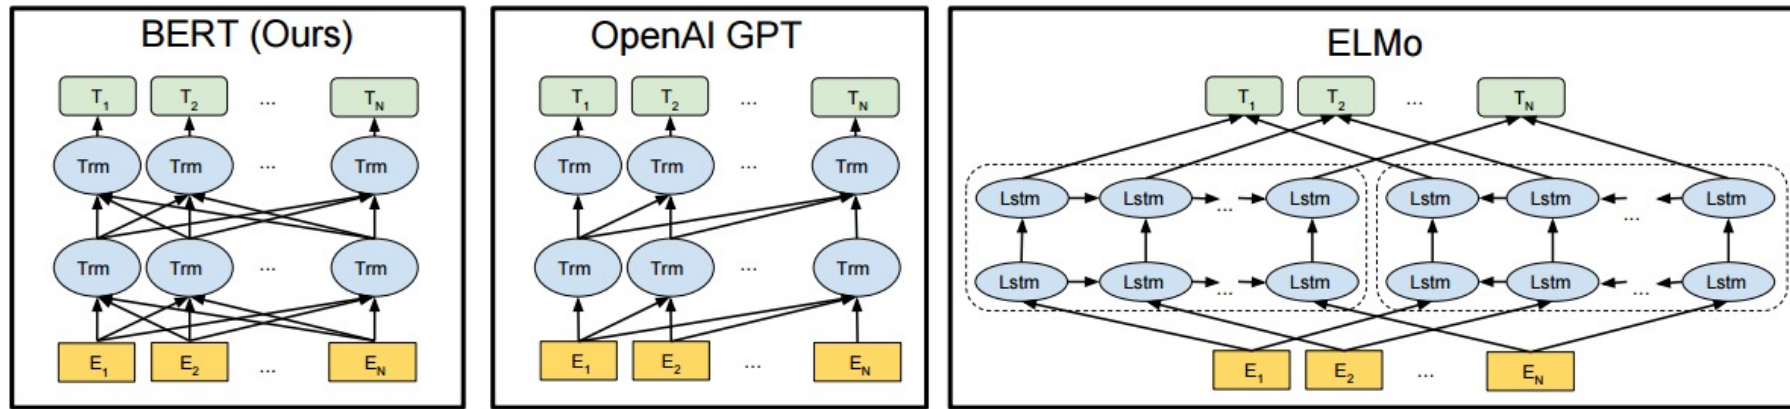 BERT (Ours)
T1 T2 ... TN
Trm Trm ... Trm
Trm Trm ... Trm
E1 E2 ... EN
OpenAI GPT
T1 T2 ... TN
Trm Trm ... Trm
Trm Trm ... Trm
E1 E2 ... EN
ELMo
T1 T2 ... TN
Lstm Lstm ... Lstm Lstm Lstm ... Lstm
Lstm Lstm ... Lstm Lstm Lstm ... Lstm
E1 E2 ... EN